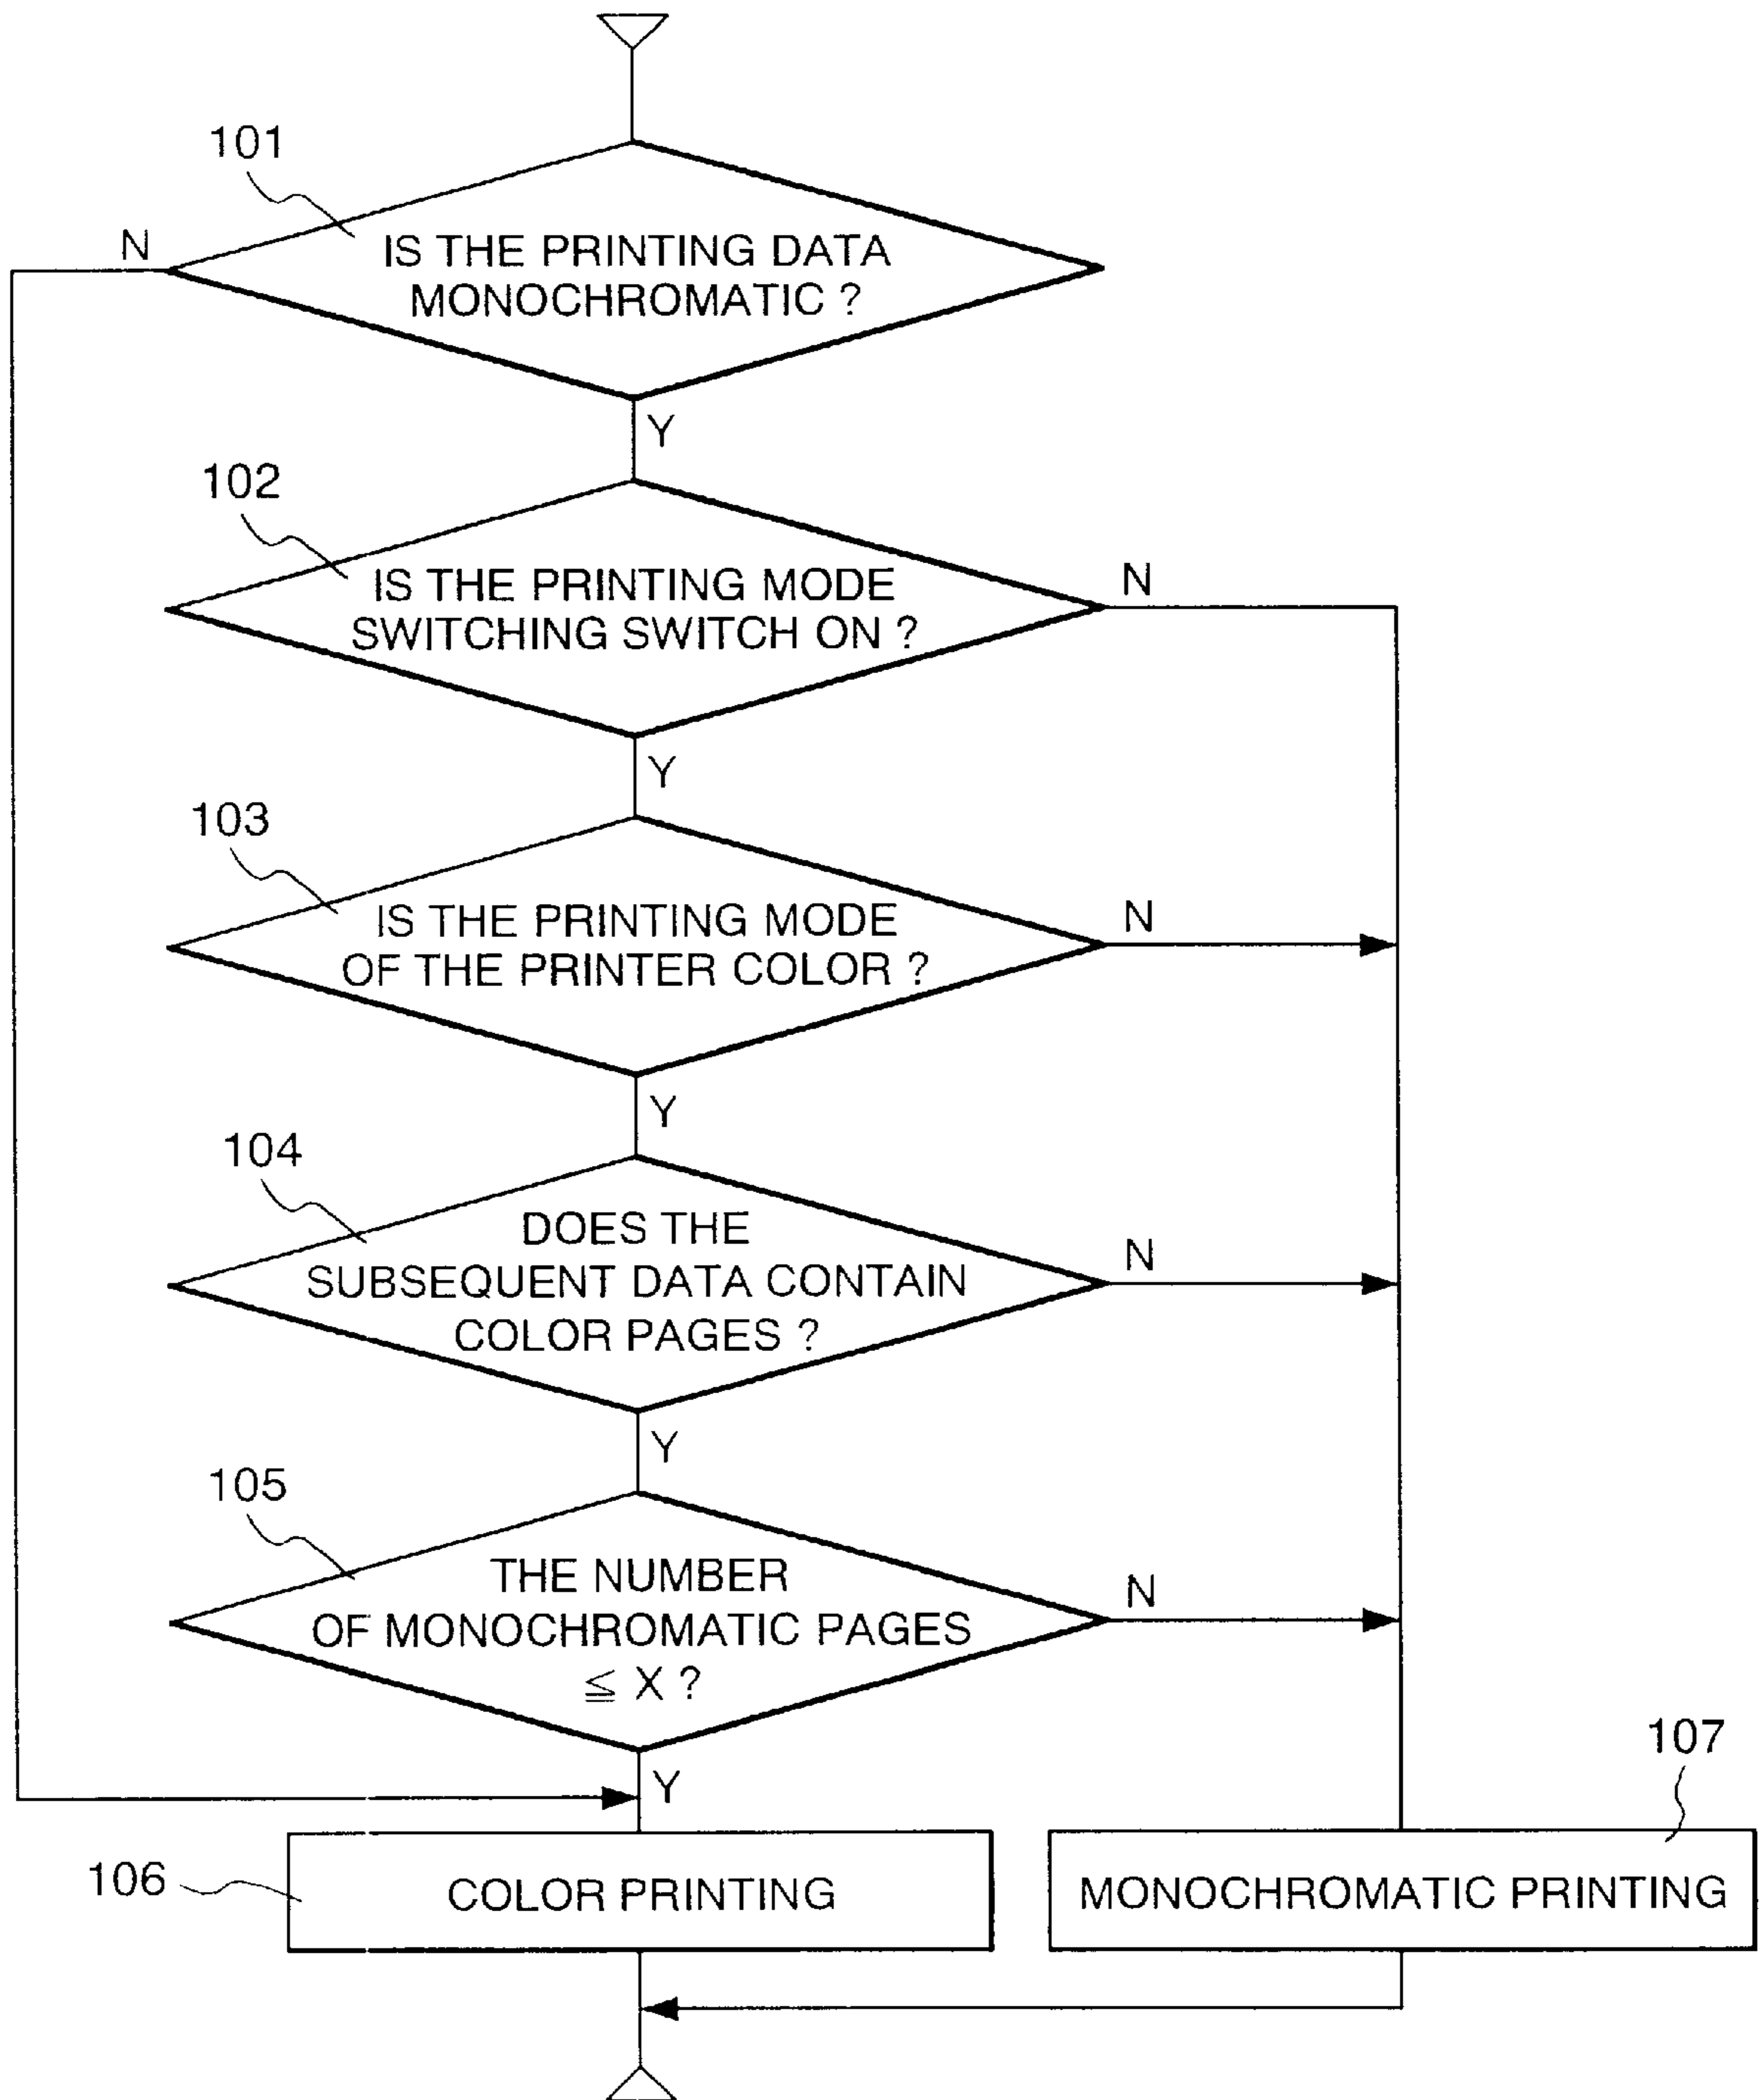 101
N
IS THE PRINTING DATA
MONOCHROMATIC ?
Y
102
IS THE PRINTING MODE
SWITCHING SWITCH ON ?
N
Y
103
IS THE PRINTING MODE
OF THE PRINTER COLOR ?
N
Y
104
DOES THE
SUBSEQUENT DATA CONTAIN
COLOR PAGES ?
N
Y
105
THE NUMBER
OF MONOCHROMATIC PAGES
≦ X ?
N
Y
106
COLOR PRINTING
107
MONOCHROMATIC PRINTING